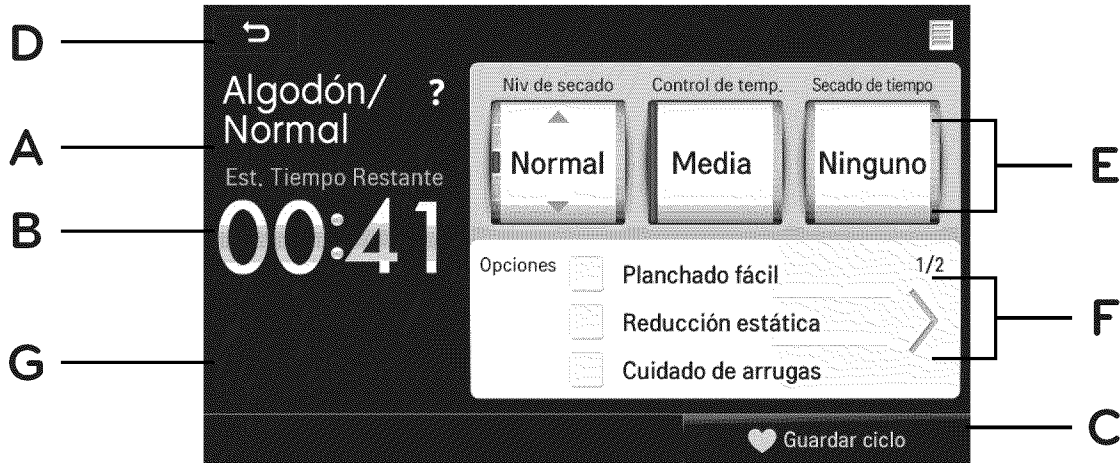 D
A
B
G
Algodón/ ?
Normal
Est. Tiempo Restante
00:41
Niv de secado Control de temp. Secado de tiempo
Normal Media Ninguno
Opciones 1/2
Planchado fácil
Reducción estática
Cuidado de arrugas
Guardar ciclo
E
F
C